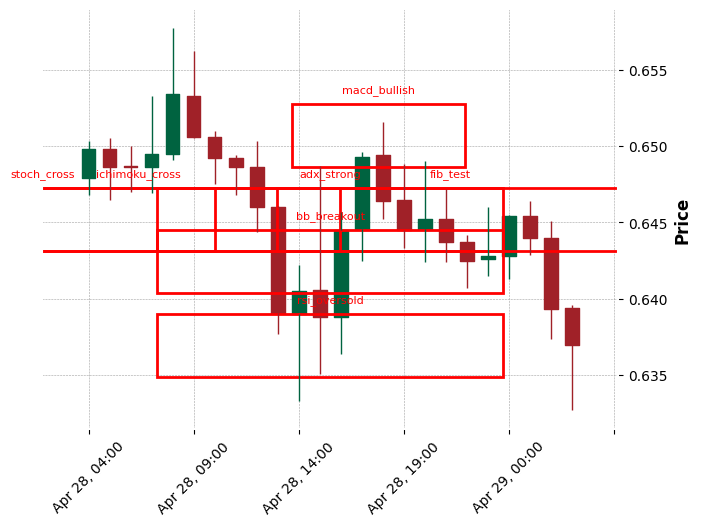 macd_bullish
0.655
0.650
stoch_cross
ichimoku_cross
adx_strong
fib_test
bb_breakout
0.645
Price
0.640
0.635
Apr 28, 04:00
Apr 28, 09:00
Apr 28, 14:00
Apr 28, 19:00
Apr 29, 00:00